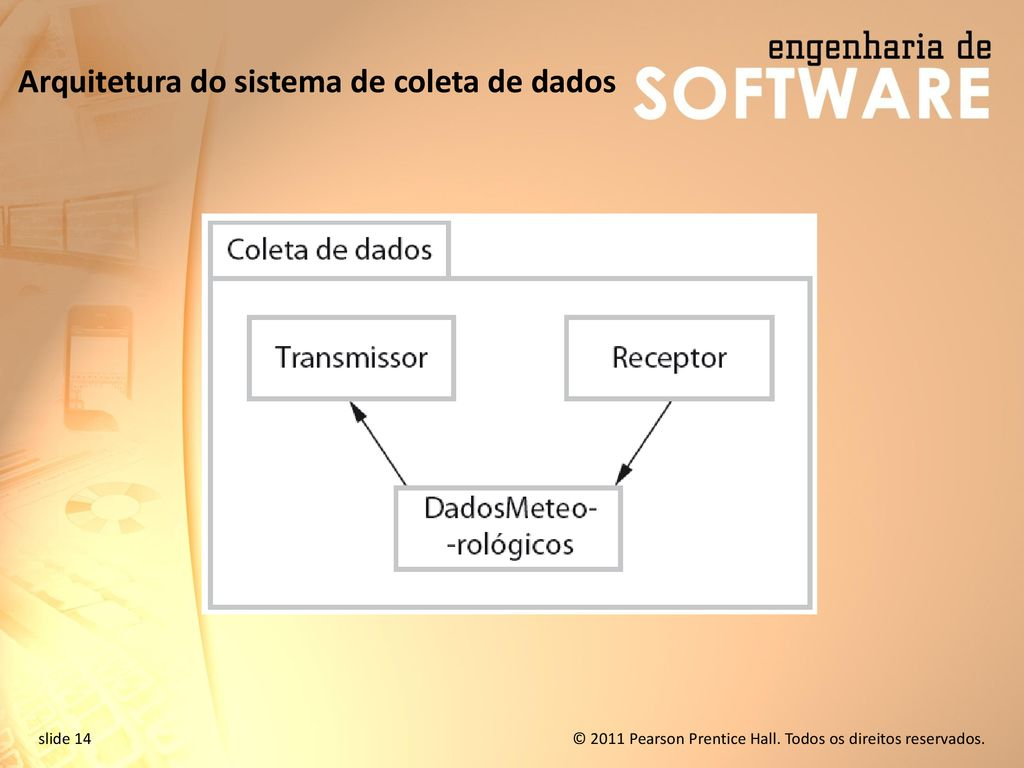 engenharia de
SOFTWARE
Arquitetura do sistema de coleta de dados
Coleta de dados
Transmissor
Receptor
DadosMeteo-
-rológicos
slide 14
© 2011 Pearson Prentice Hall. Todos os direitos reservados.